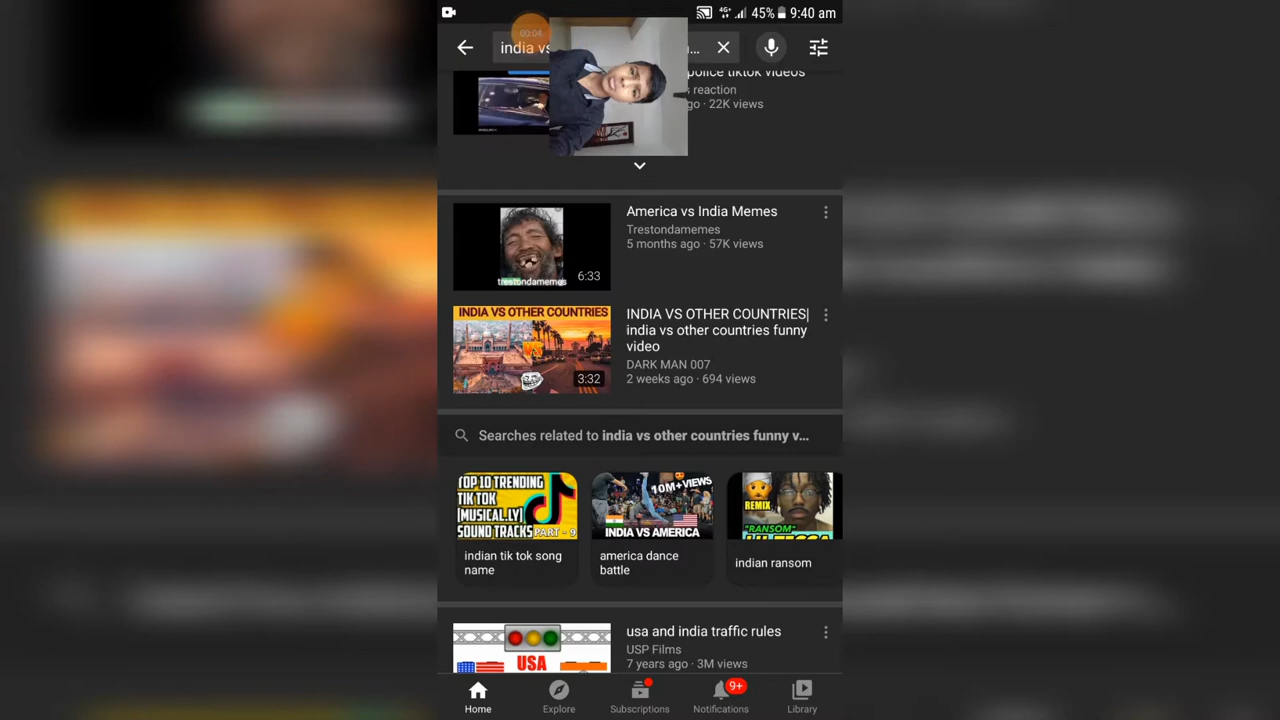 4G+ 45% 9:40 am
00:04
india vs ...
police tiktok videos
s reaction
go · 22K views
America vs India Memes
Trestondamemes
5 months ago · 57K views
trestondamemes
6:33
INDIA VS OTHER COUNTRIES
3:32
INDIA VS OTHER COUNTRIES|
india vs other countries funny
video
DARK MAN 007
2 weeks ago · 694 views
Searches related to india vs other countries funny v...
TOP 10 TRENDING
TIK TOK
(MUSICAL.LY)
SOUND TRACKS PART - 9
indian tik tok song
name
10M+VIEWS
INDIA VS AMERICA
america dance
battle
REMIX
"RANSOM"
indian ransom
USA
usa and india traffic rules
USP Films
7 years ago · 3M views
9+
Home Explore Subscriptions Notifications Library